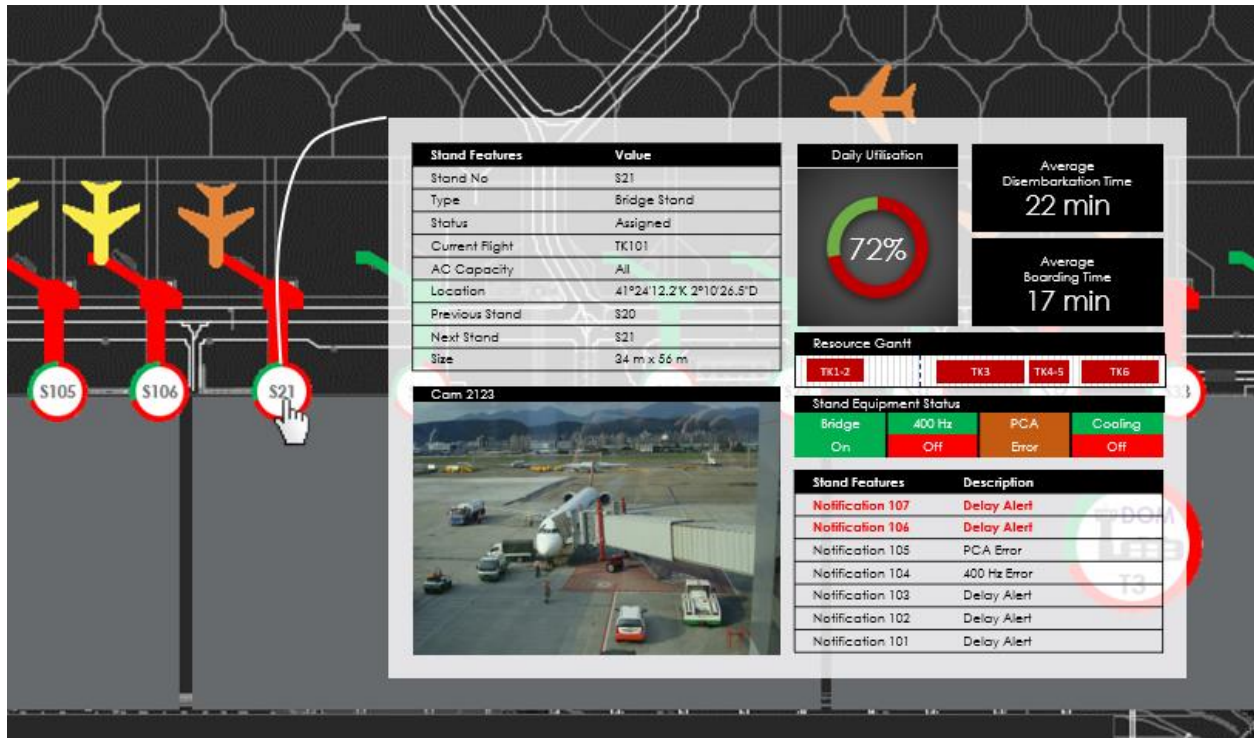 S105
S106
S21
Stand Features Value
Stand No S21
Type Bridge Stand
Status Assigned
Current Flight TK101
AC Capacity All
Location 41°24'12.2'K 2°10'26.5"D
Previous Stand S20
Next Stand S21
Size 34 m x 56 m
Cam 2123
Daily Utilisation
72%
Average
Disembarkation Time
22 min
Average
Boarding Time
17 min
Resource Gantt
TK1-2 TK3 TK4-5 TK6
Stand Equipment Status
Bridge 400 Hz PCA Cooling
On Off Error Off
Stand Features Description
Notification 107 Delay Alert
Notification 106 Delay Alert
Notification 105 PCA Error
Notification 104 400 Hz Error
Notification 103 Delay Alert
Notification 102 Delay Alert
Notification 101 Delay Alert
DOM
T3